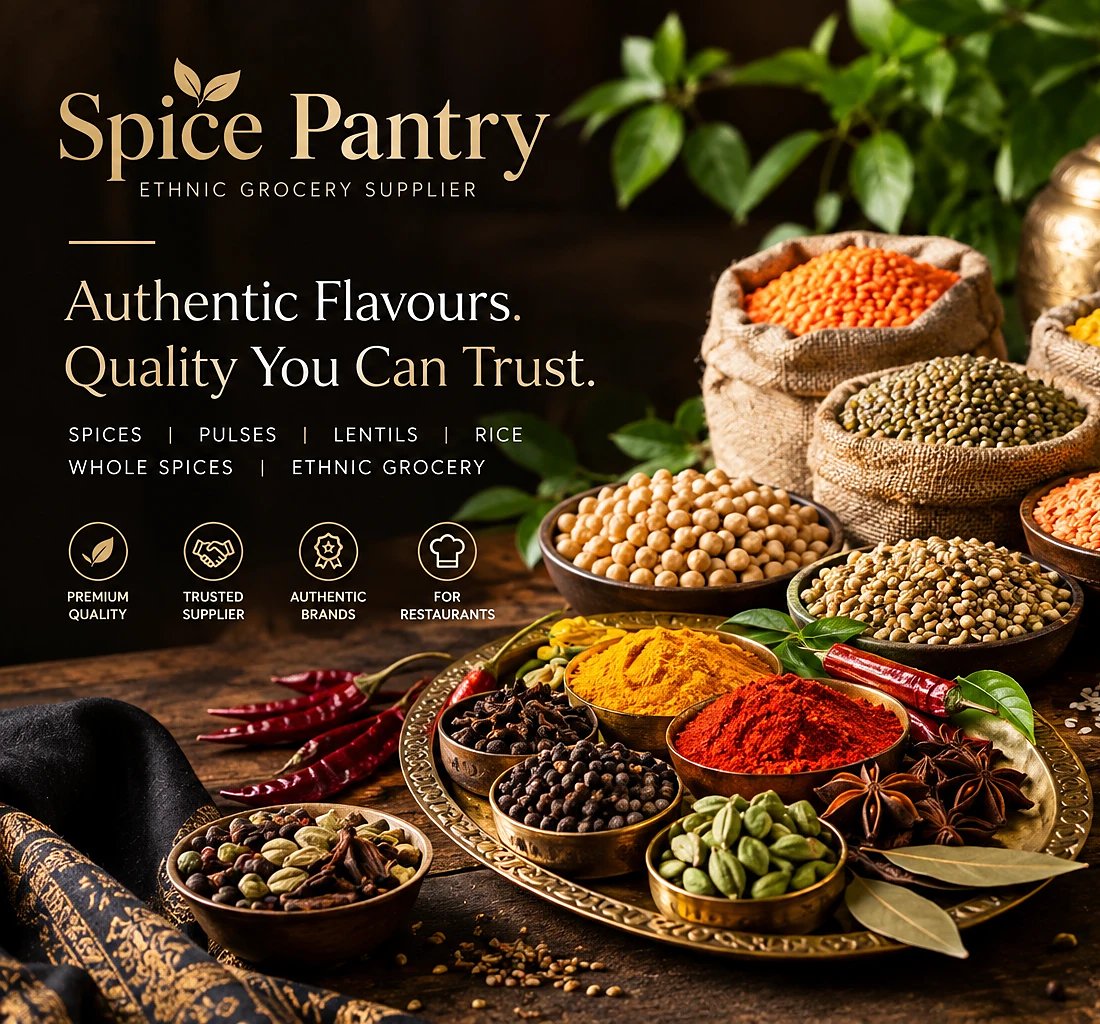 Spice Pantry
ETHNIC GROCERY SUPPLIER
Authentic Flavours.
Quality You Can Trust.
SPICES | PULSES | LENTILS | RICE
WHOLE SPICES | ETHNIC GROCERY
PREMIUM QUALITY
TRUSTED SUPPLIER
AUTHENTIC BRANDS
FOR RESTAURANTS